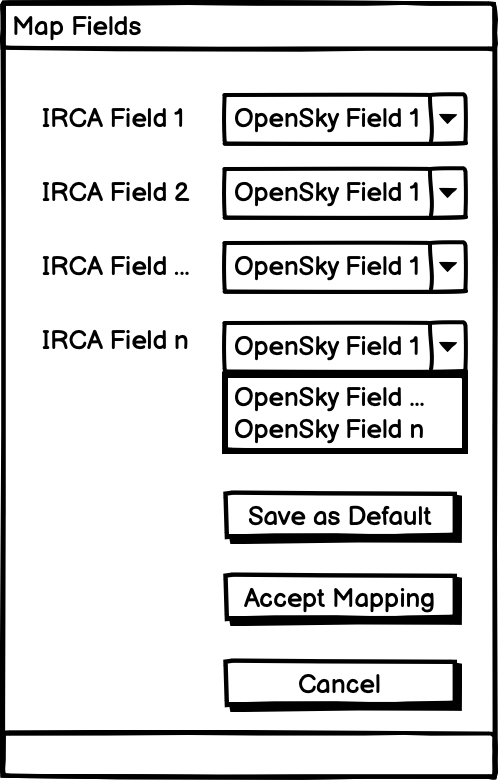 Map Fields
IRCA Field 1 OpenSky Field 1
IRCA Field 2 OpenSky Field 1
IRCA Field ... OpenSky Field 1
IRCA Field n OpenSky Field 1
OpenSky Field ...
OpenSky Field n
Save as Default
Accept Mapping
Cancel